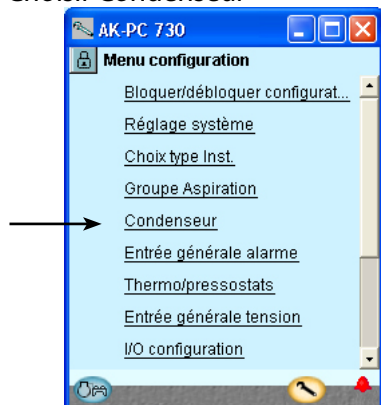 Choisir Condenseur
AK-PC 730
Menu configuration
Bloquer/débloquer configurat...
Réglage système
Choix type Inst.
Groupe Aspiration
Condenseur
Entrée générale alarme
Thermo/pressostats
Entrée générale tension
I/O configuration